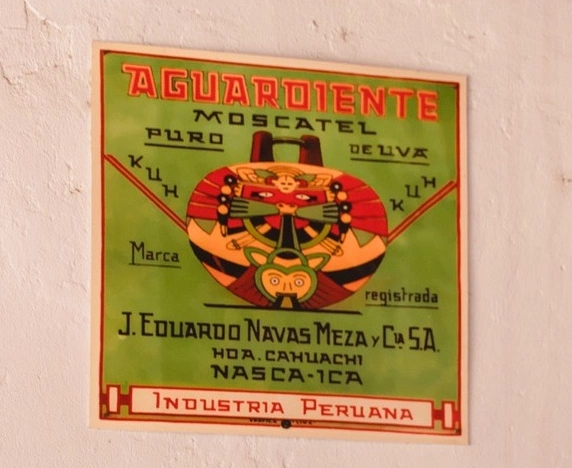 AGUARDIENTE
MOSCATEL
PURO DE UVA
KUH KUH
Marca registrada
J. EDUARDO NAVAS MEZA y Cia S.A.
HDA. CAHUACHI
NASCA-ICA
INDUSTRIA PERUANA